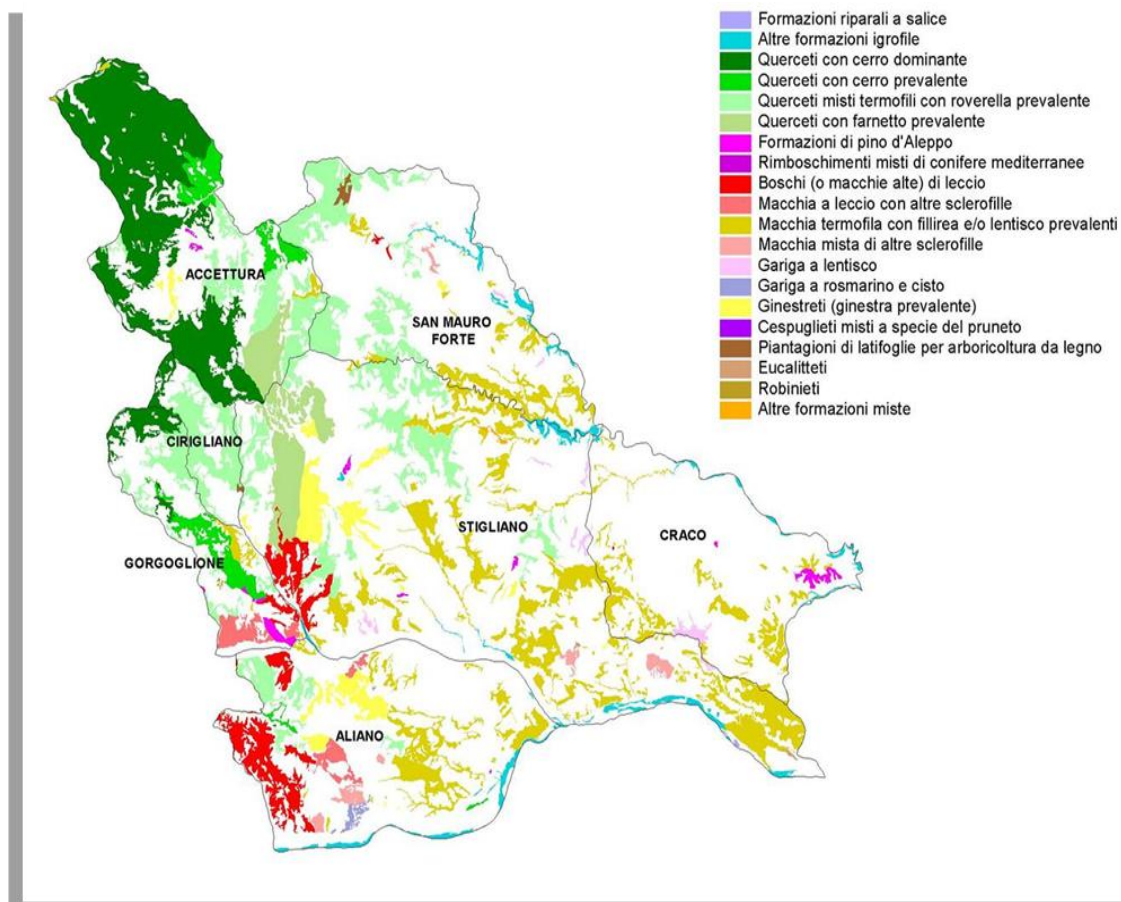 Formazioni riparali a salice
Altre formazioni igrofile
Querceti con cerro dominante
Querceti con cerro prevalente
Querceti misti termofili con roverella prevalente
Querceti con farnetto prevalente
Formazioni di pino d'Aleppo
Rimboschimenti misti di conifere mediterranee
Boschi (o macchie alte) di leccio
Macchia a leccio con altre sclerofille
Macchia termofila con fillirea e/o lentisco prevalenti
Macchia mista di altre sclerofille
Gariga a lentisco
Gariga a rosmarino e cisto
Ginestreti (ginestra prevalente)
Cespuglieti misti a specie del pruneto
Piantagioni di latifoglie per arboricoltura da legno
Eucalitteti
Robinieti
Altre formazioni miste
ACCETTURA
SAN MAURO
FORTE
CIRIGLIANO
STIGLIANO
CRACO
GORGOGLIONE
ALIANO